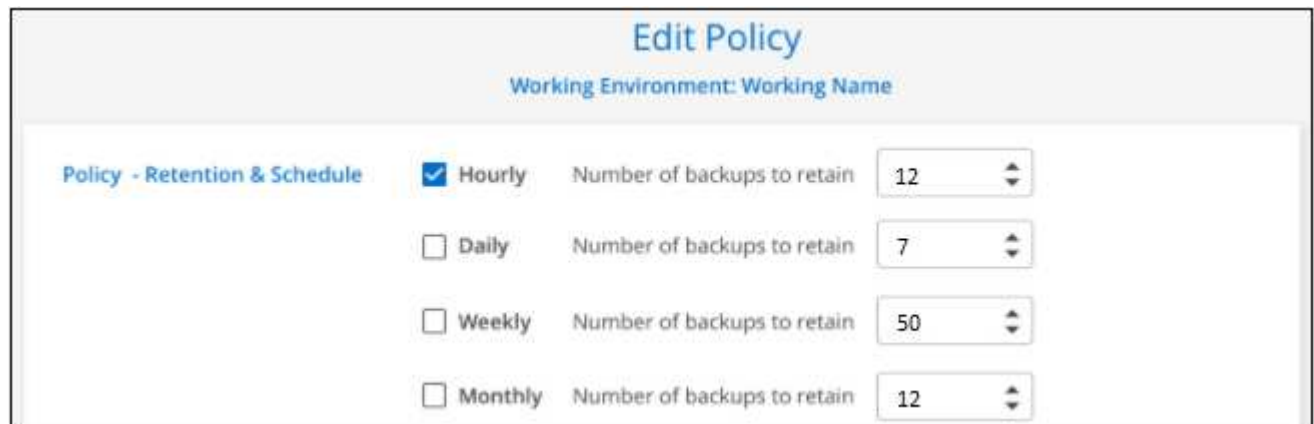 Edit Policy
Working Environment: Working Name
Policy - Retention & Schedule Hourly Number of backups to retain 12
Daily Number of backups to retain 7
Weekly Number of backups to retain 50
Monthly Number of backups to retain 12